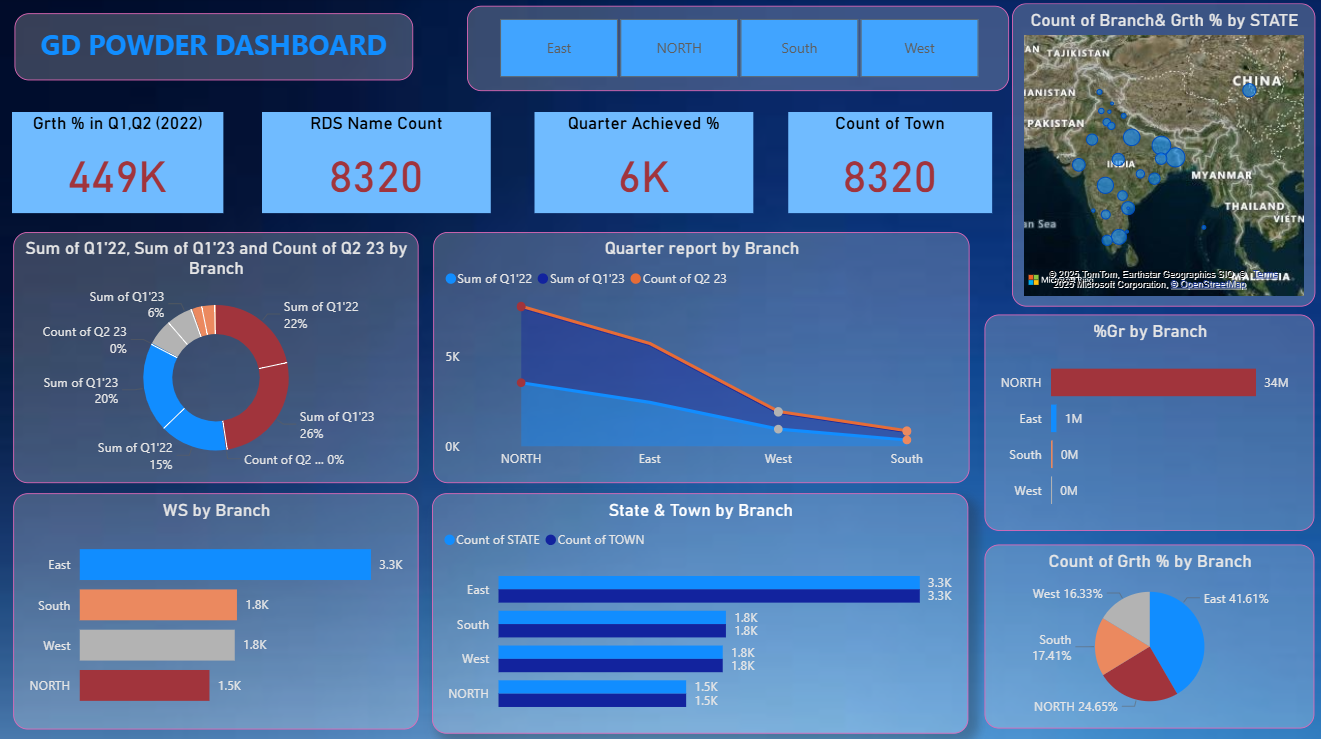 GD POWDER DASHBOARD
East
NORTH
South
West
Count of Branch& Grth % by STATE
TAJIKISTAN
CHINA
PAKISTAN
INDIA
MYANMAR
THAILAND
© 2025 TomTom, Earthstar Geographics SIO, © Terms
2025 Microsoft Corporation, © OpenStreetMap
Grth % in Q1,Q2 (2022)
449K
RDS Name Count
8320
Quarter Achieved %
6K
Count of Town
8320
Sum of Q1'22, Sum of Q1'23 and Count of Q2 23 by
Branch
Sum of Q1'23
6%
Sum of Q1'22
22%
Count of Q2 23
0%
Sum of Q1'23
20%
Sum of Q1'23
26%
Sum of Q1'22
15%
Count of Q2 ... 0%
Quarter report by Branch
Sum of Q1'22 Sum of Q1'23 Count of Q2 23
5K
0K
NORTH East West South
%Gr by Branch
NORTH 34M
East 1M
South 0M
West 0M
WS by Branch
East 3.3K
South 1.8K
West 1.8K
NORTH 1.5K
State & Town by Branch
Count of STATE Count of TOWN
East 3.3K
3.3K
South 1.8K
1.8K
West 1.8K
1.8K
NORTH 1.5K
1.5K
Count of Grth % by Branch
West 16.33%
East 41.61%
South
17.41%
NORTH 24.65%